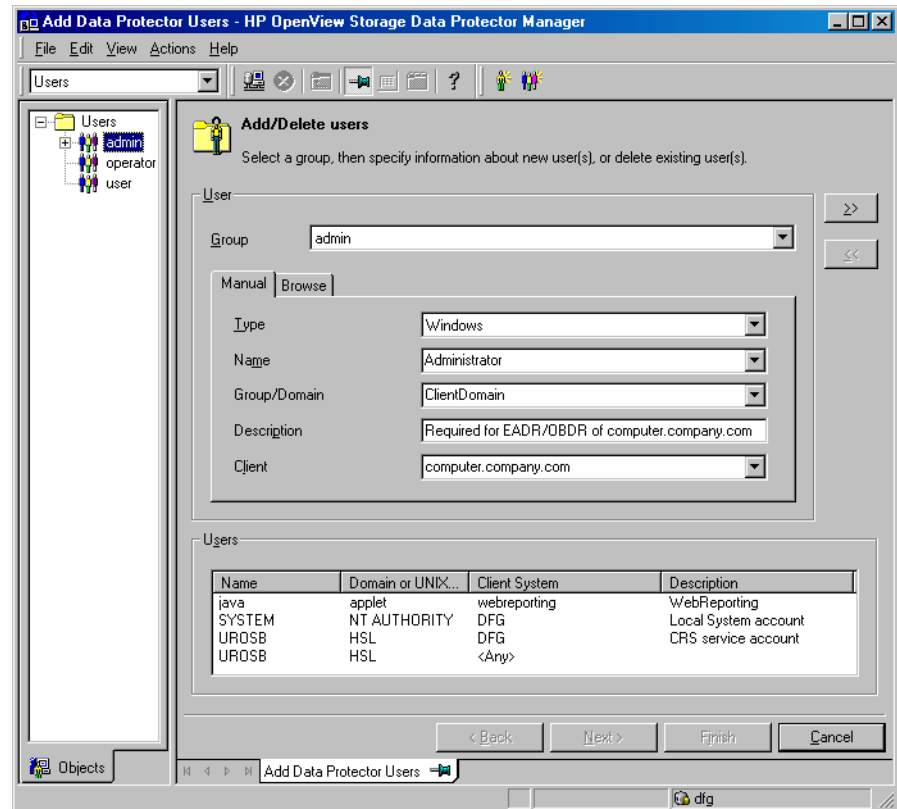 Add Data Protector Users - HP OpenView Storage Data Protector Manager
File Edit View Actions Help
Users
Users
admin
operator
user
Add/Delete users
Select a group, then specify information about new user(s), or delete existing user(s).
User
>>
Group admin
<<
Manual Browse
Type Windows
Name Administrator
Group/Domain ClientDomain
Description Required for EADR/OBDR of computer.company.com
Client computer.company.com
Users
Name Domain or UNIX... Client System Description
java applet webreporting WebReporting
SYSTEM NT AUTHORITY DFG Local System account
UROSB HSL DFG CRS service account
UROSB HSL <Any>
< Back Next > Finish Cancel
Objects Add Data Protector Users
dfg